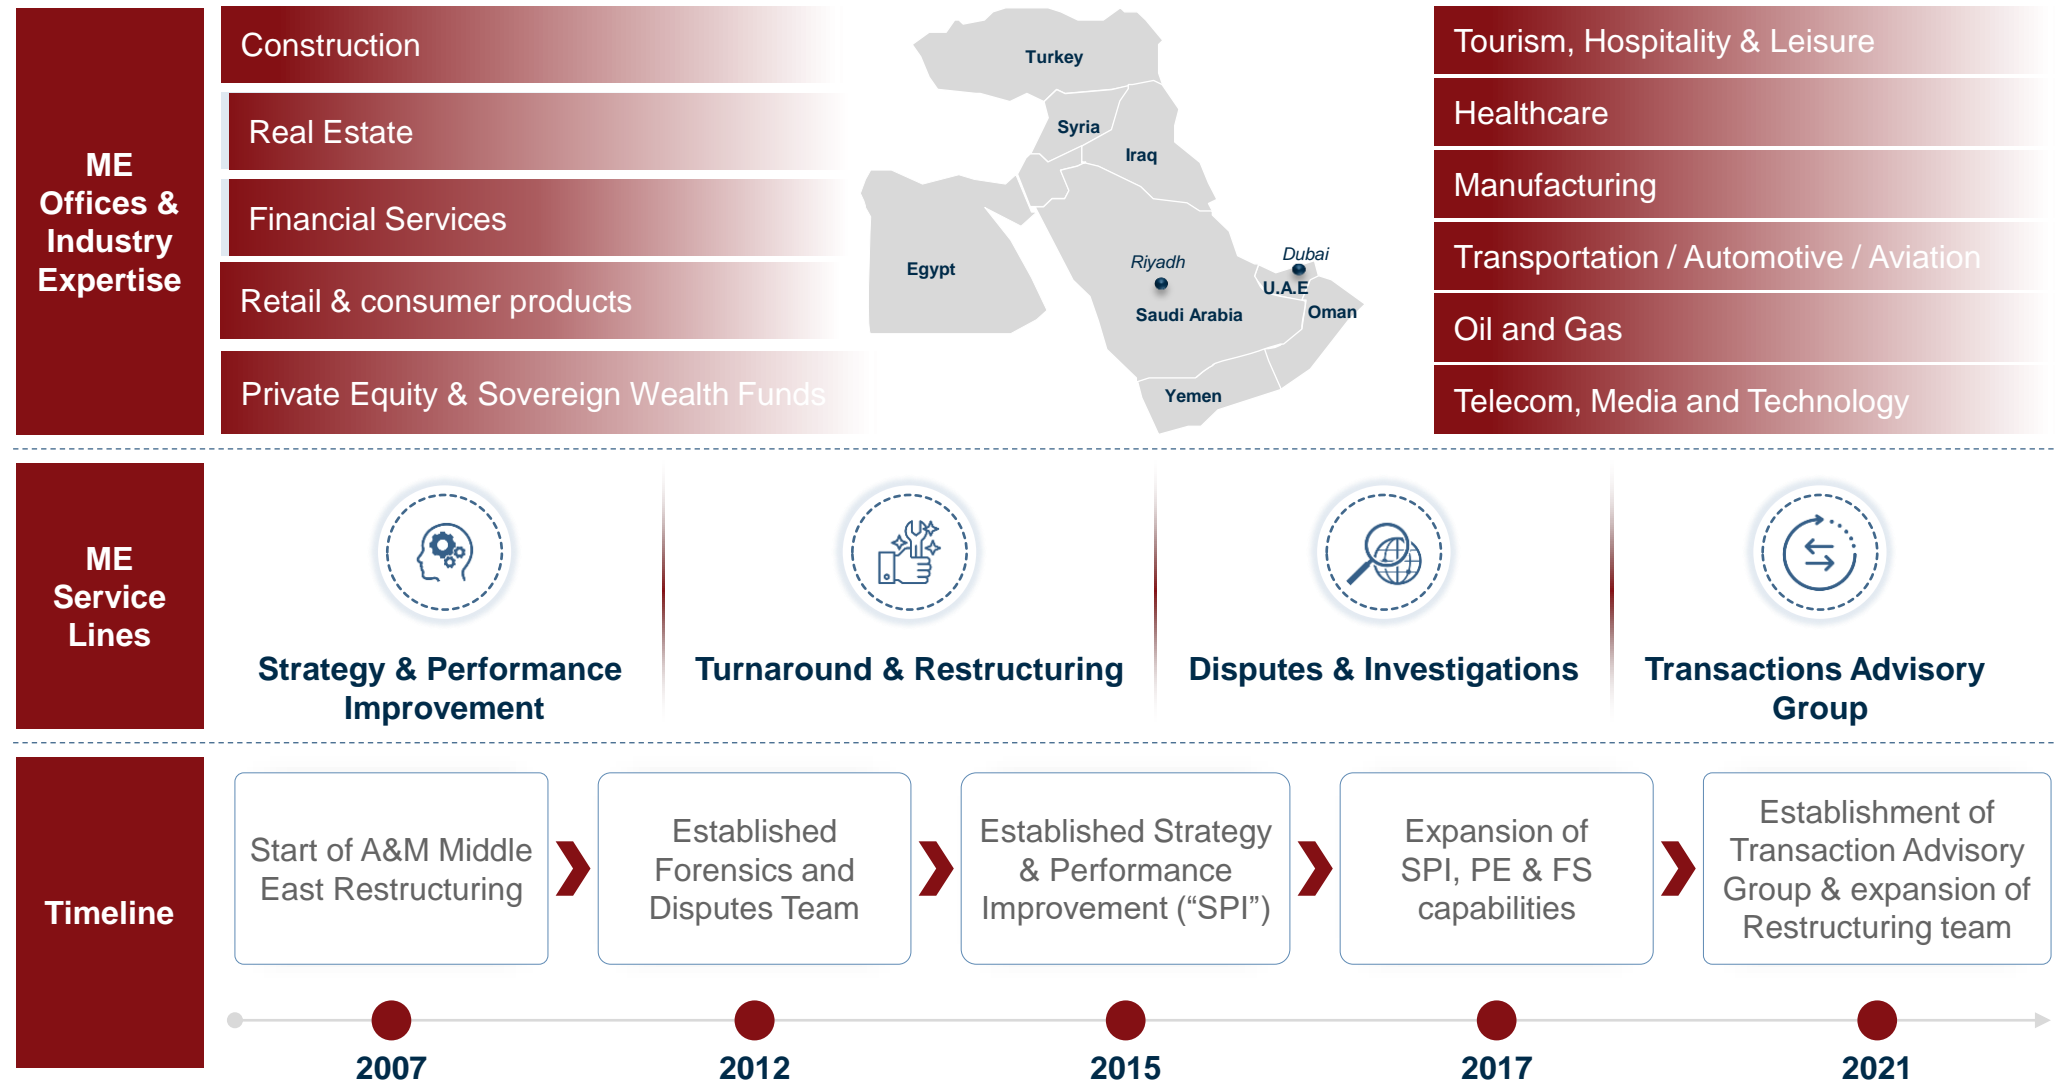 ME
Offices &
Industry
Expertise
Construction
Real Estate
Financial Services
Retail & consumer products
Private Equity & Sovereign Wealth Funds
Turkey
Syria
Iraq
Egypt
Riyadh
Saudi Arabia
Dubai
U.A.E
Oman
Yemen
Tourism, Hospitality & Leisure
Healthcare
Manufacturing
Transportation / Automotive / Aviation
Oil and Gas
Telecom, Media and Technology
ME
Service
Lines
Strategy & Performance
Improvement
Turnaround & Restructuring
Disputes & Investigations
Transactions Advisory
Group
Timeline
Start of A&M Middle
East Restructuring
Established
Forensics and
Disputes Team
Established Strategy
& Performance
Improvement (“SPI”)
Expansion of
SPI, PE & FS
capabilities
Establishment of
Transaction Advisory
Group & expansion of
Restructuring team
2007
2012
2015
2017
2021